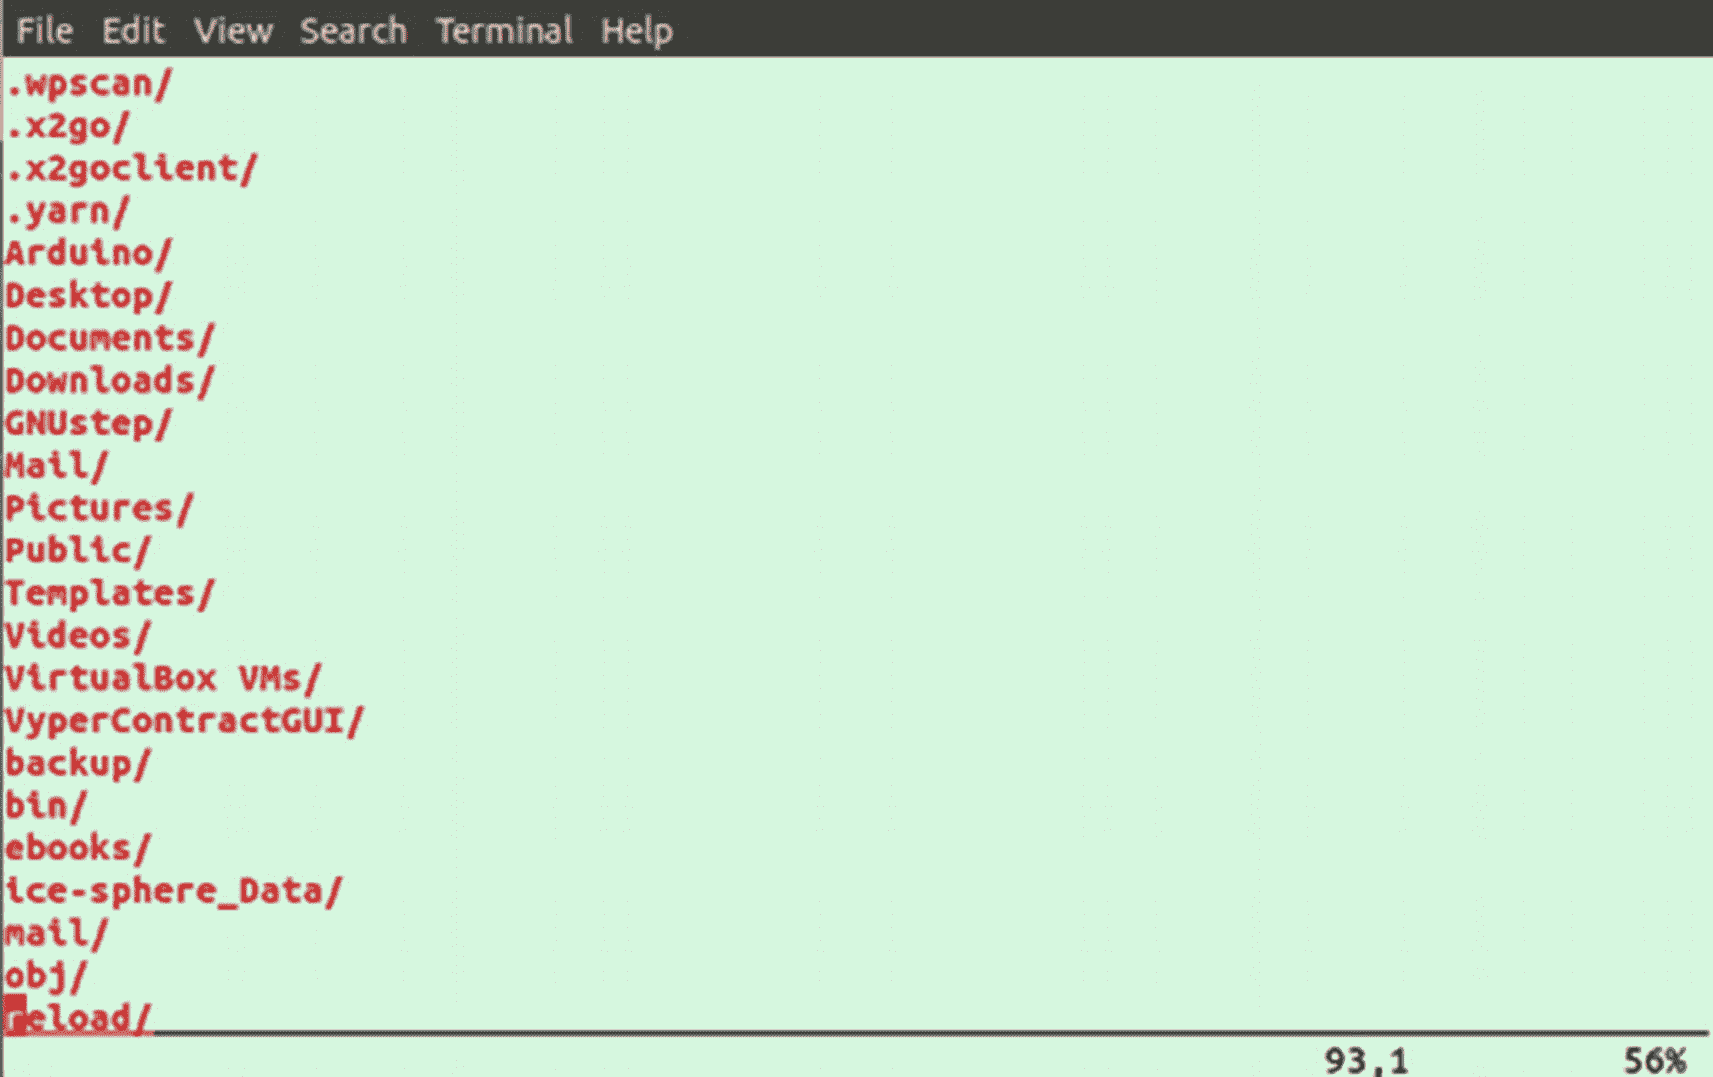 File Edit View Search Terminal Help
.wpscan/
.x2go/
.x2goclient/
.yarn/
Arduino/
Desktop/
Documents/
Downloads/
GNUstep/
Mail/
Pictures/
Public/
Templates/
Videos/
VirtualBox VMs/
VyperContractGUI/
backup/
bin/
ebooks/
ice-sphere_Data/
mail/
obj/
reload/
93,1 56%